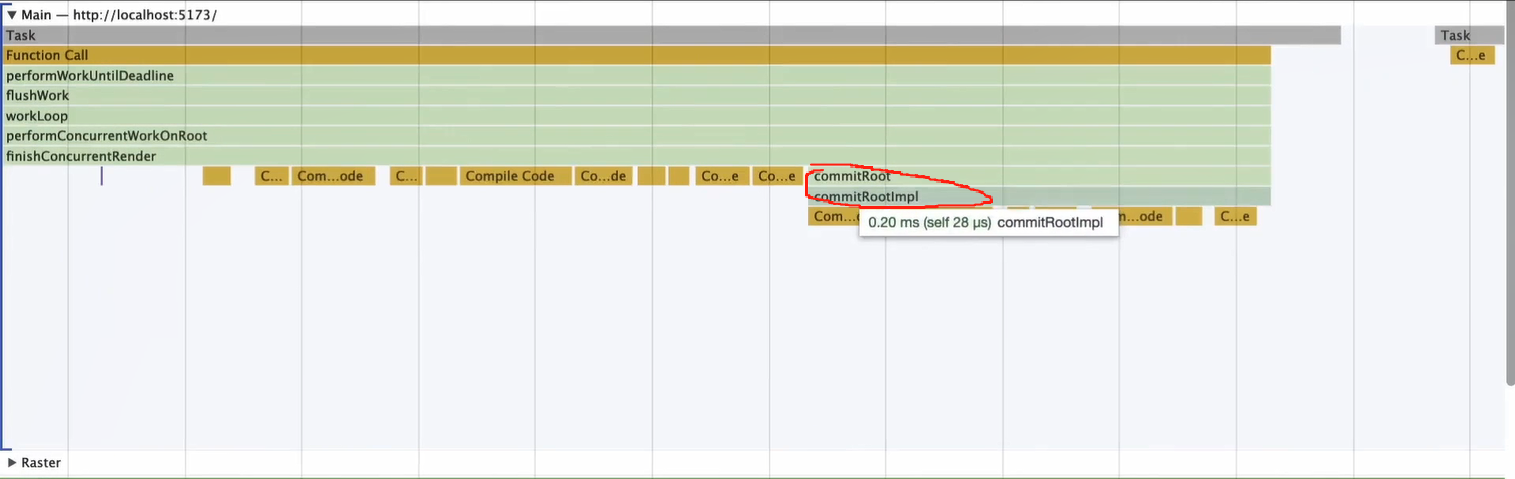 ▼ Main — http://localhost:5173/
Task Task
Function Call C...e
performWorkUntilDeadline
flushWork
workLoop
performConcurrentWorkOnRoot
finishConcurrentRender
C... Com...ode C... Compile Code Co...de Co...e Co...e commitRoot
commitRootImpl
Com... ...ode C...e
0.20 ms (self 28 μs) commitRootImpl
▶ Raster